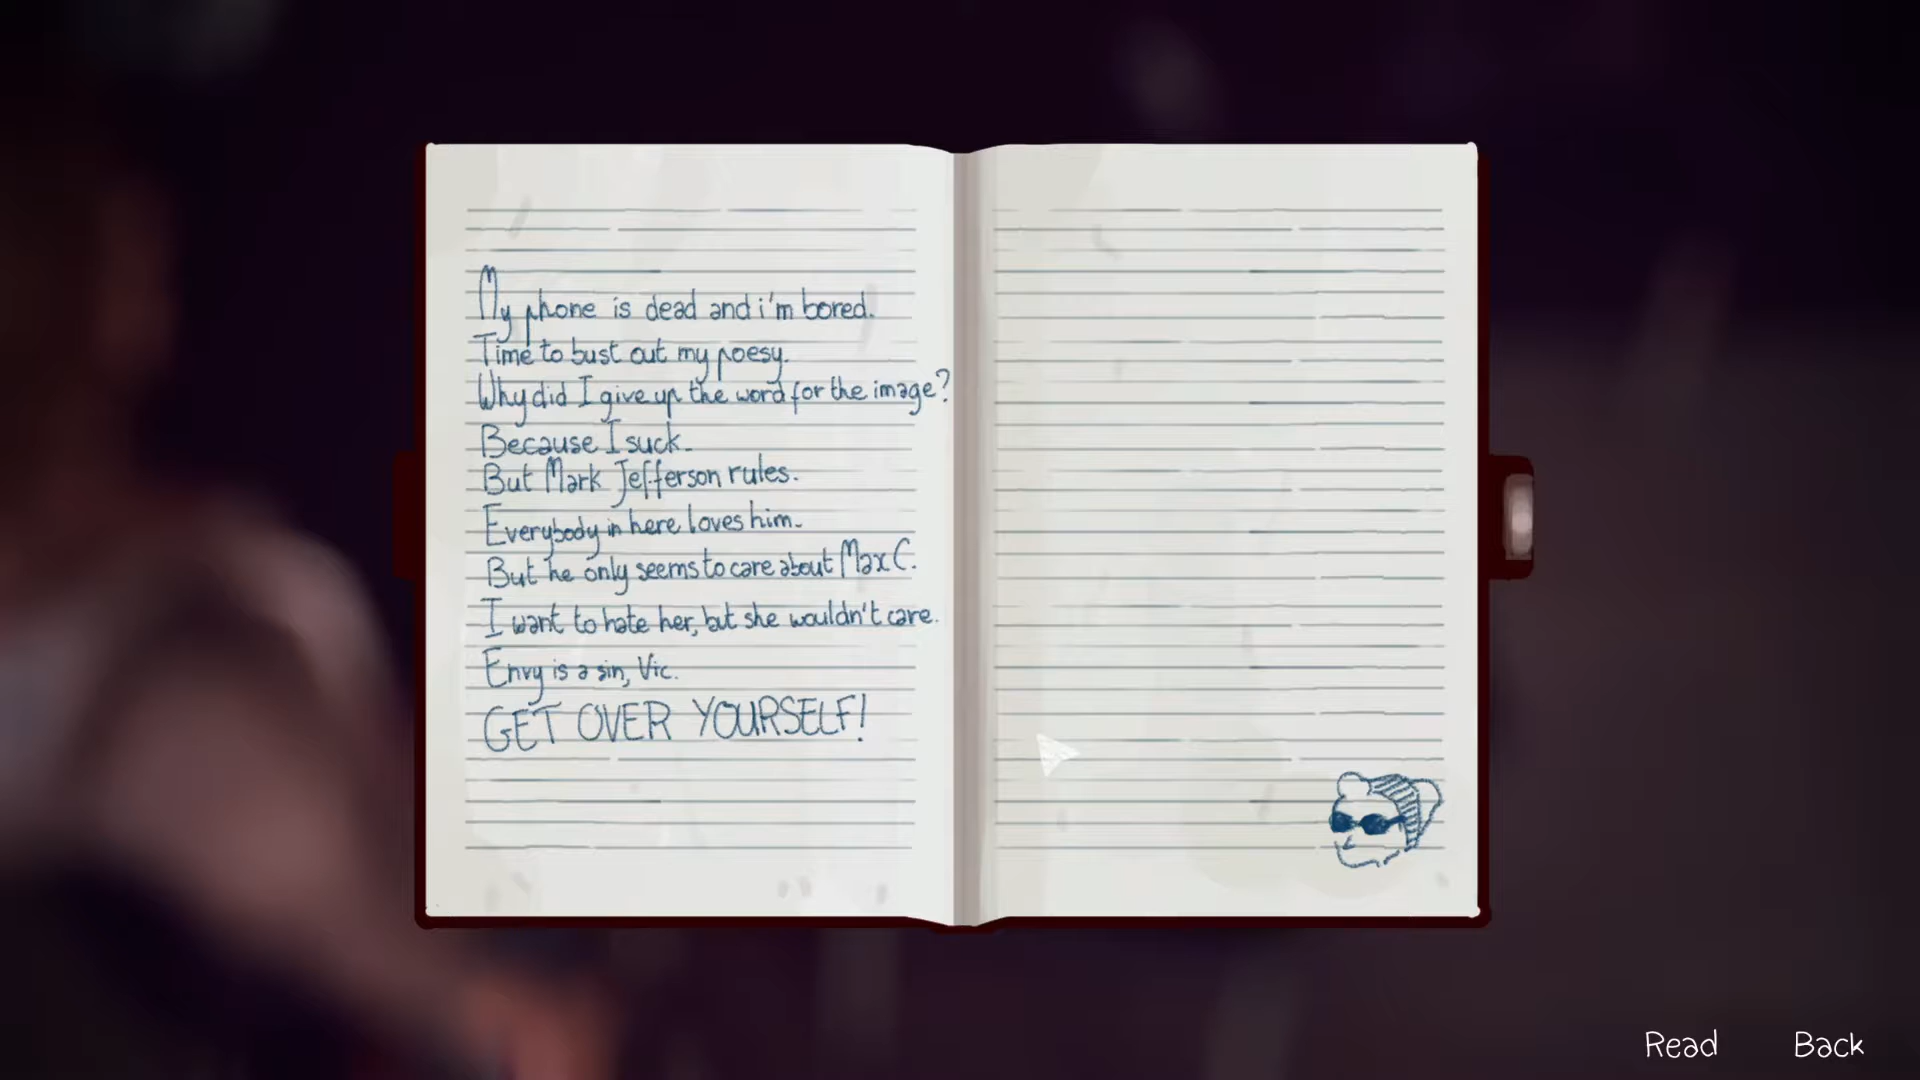 My phone is dead and i'm bored.
Time to bust out my poesy.
Why did I give up the word for the image?
Because I suck.
But Mark Jefferson rules.
Everybody in here loves him.
But he only seems to care about Max C.
I want to hate her, but she wouldn't care.
Envy is a sin, Vic.
GET OVER YOURSELF!
Read
Back